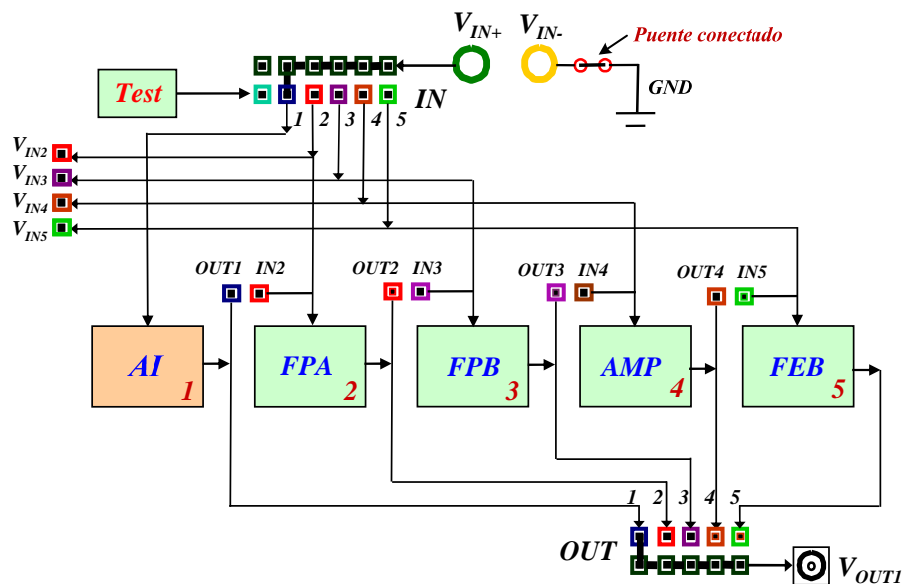 V_IN+
V_IN-
Puente conectado
Test
IN
GND
1 2 3 4 5
V_IN2
V_IN3
V_IN4
V_IN5
OUT1 IN2 OUT2 IN3 OUT3 IN4 OUT4 IN5
AI 1
FPA 2
FPB 3
AMP 4
FEB 5
1 2 3 4 5
OUT
V_OUT1